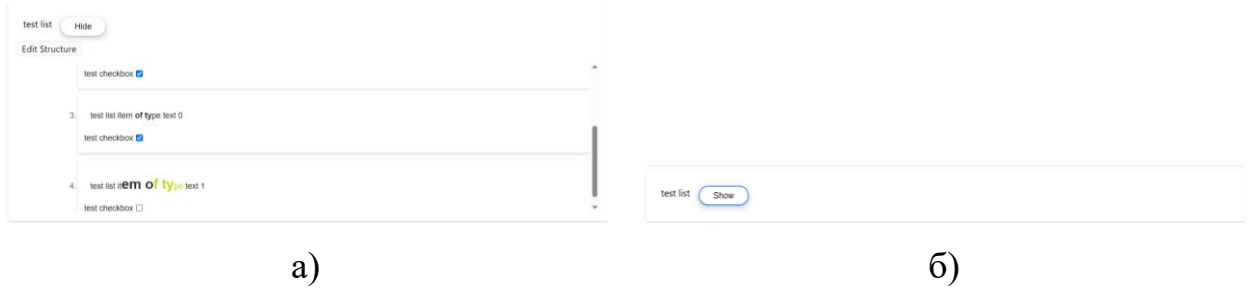 test list Hide
Edit Structure
test checkbox
3. test list item of type text 0
test checkbox
4. test list item of type text 1
test checkbox
test list Show
а) б)